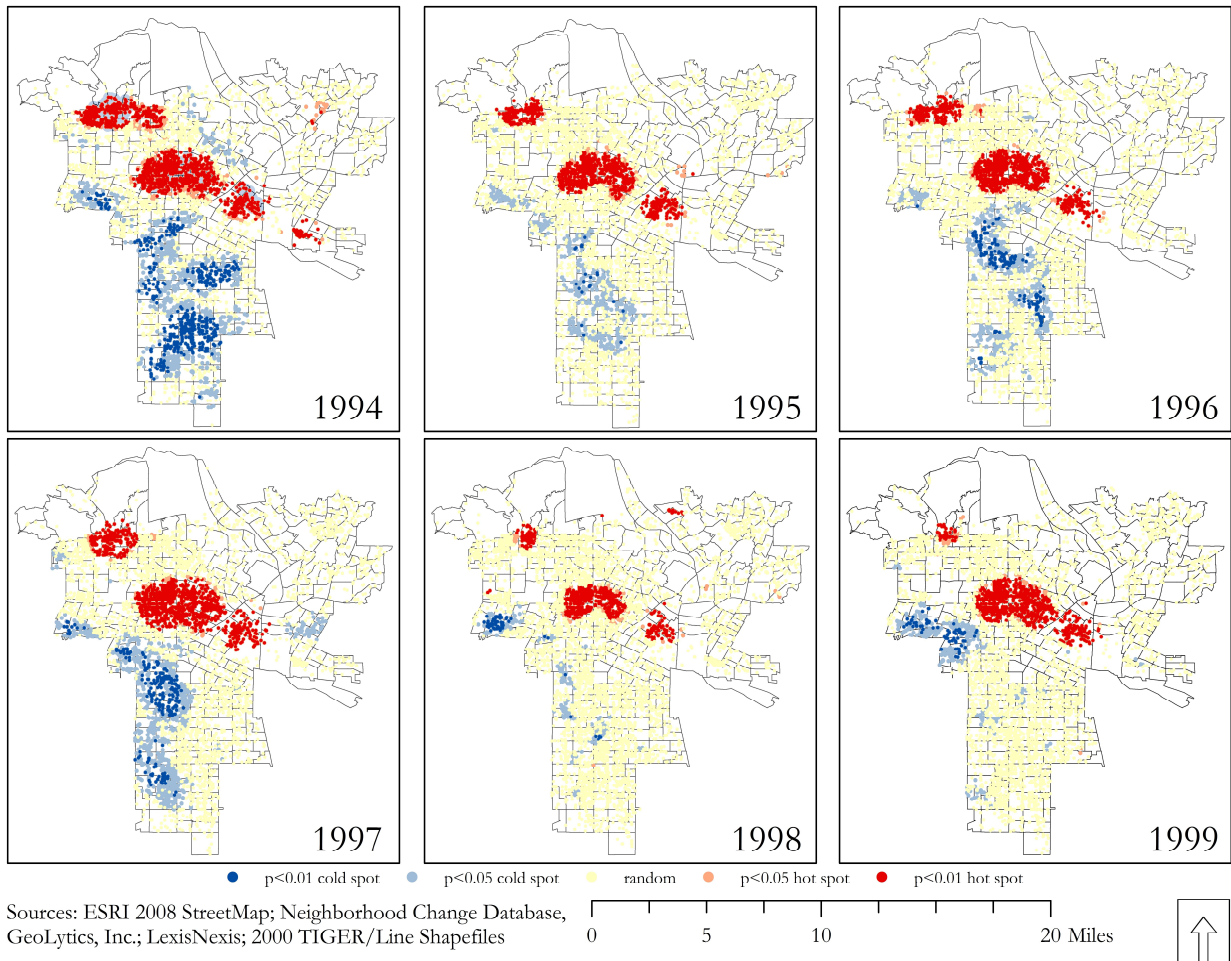 1994
1995
1996
1997
1998
1999
p<0.01 cold spot p<0.05 cold spot random p<0.05 hot spot p<0.01 hot spot
Sources: ESRI 2008 StreetMap; Neighborhood Change Database,
GeoLytics, Inc.; LexisNexis; 2000 TIGER/Line Shapefiles
0 5 10 20 Miles